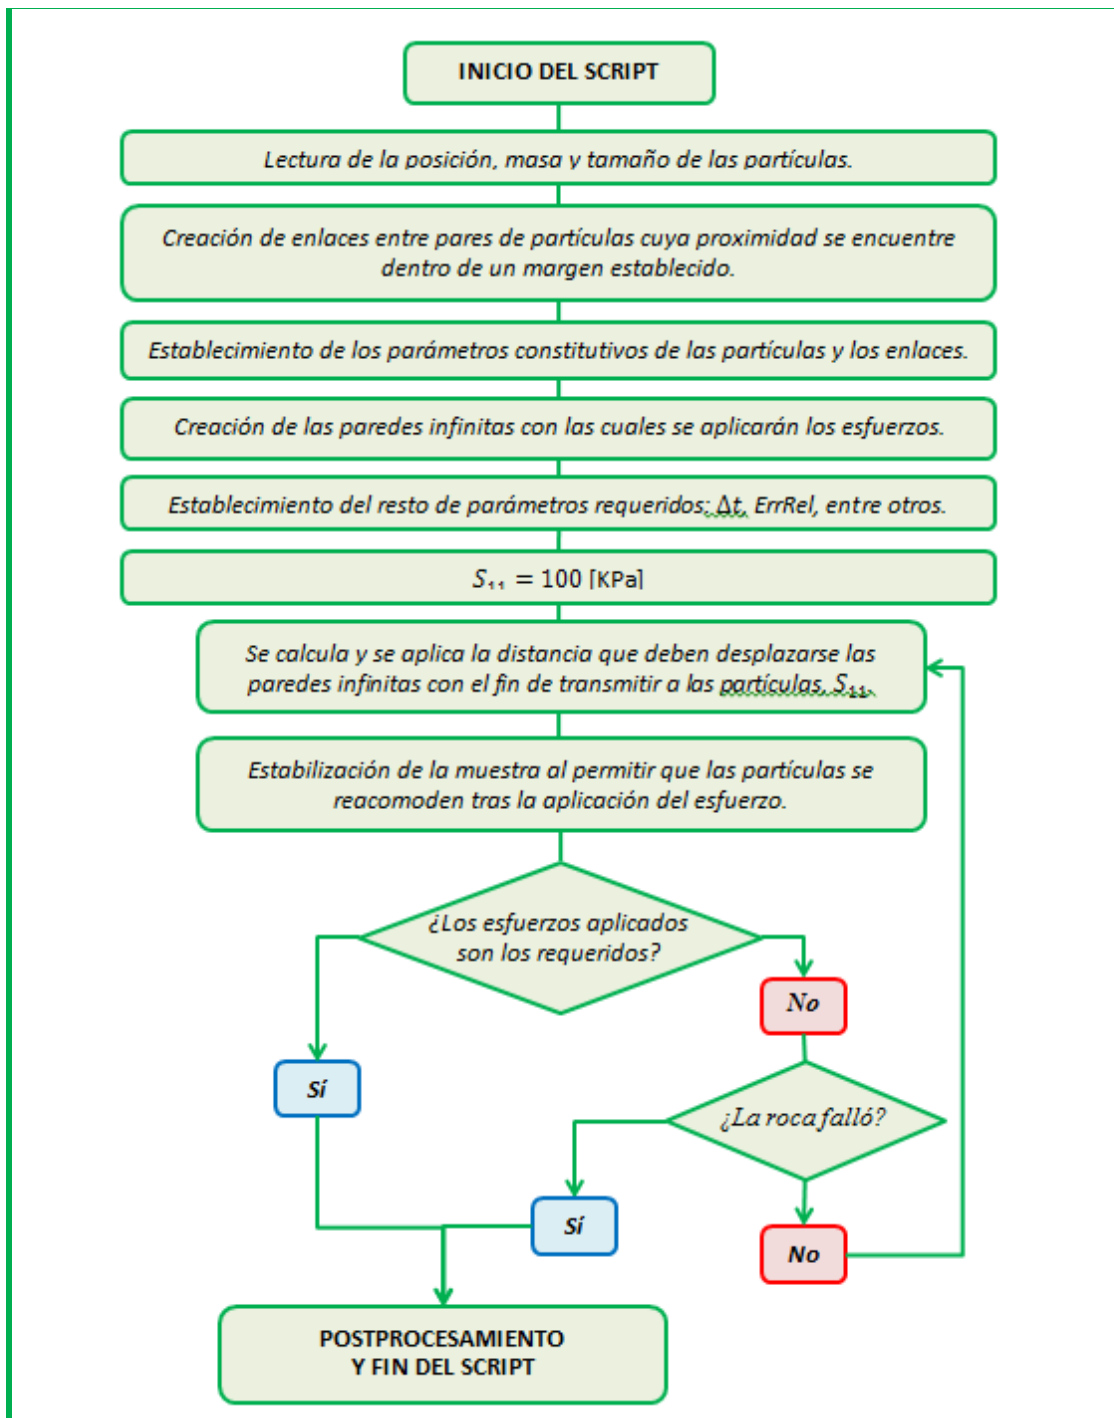 INICIO DEL SCRIPT
Lectura de la posición, masa y tamaño de las partículas.
Creación de enlaces entre pares de partículas cuya proximidad se encuentre
dentro de un margen establecido.
Establecimiento de los parámetros constitutivos de las partículas y los enlaces.
Creación de las paredes infinitas con las cuales se aplicarán los esfuerzos.
Establecimiento del resto de parámetros requeridos: Δt, ErrRel, entre otros.
S₁₁ = 100 [KPa]
Se calcula y se aplica la distancia que deben desplazarse las
paredes infinitas con el fin de transmitir a las partículas, S₁₁.
Estabilización de la muestra al permitir que las partículas se
reacomoden tras la aplicación del esfuerzo.
¿Los esfuerzos aplicados
son los requeridos?
No
Sí
¿La roca falló?
Sí
No
POSTPROCESAMIENTO
Y FIN DEL SCRIPT